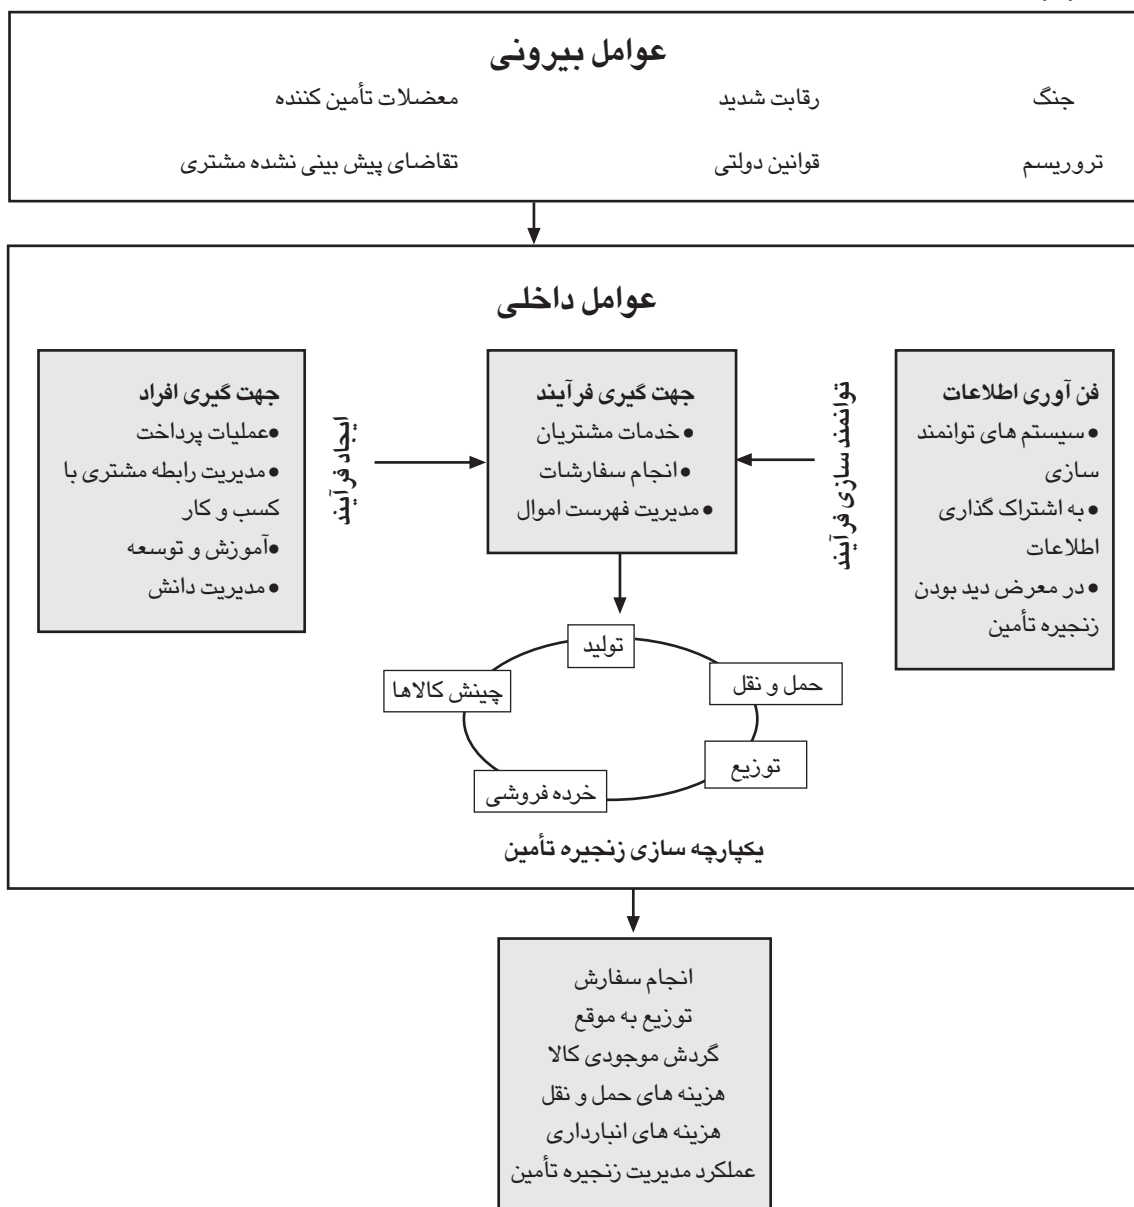 عوامل بیرونی
جنگ
رقابت شدید
معضلات تأمین کننده
تروریسم
قوانین دولتی
تقاضای پیش بینی نشده مشتری
عوامل داخلی
فن آوری اطلاعات
● سیستم های توانمند
سازی
● به اشتراک گذاری
اطلاعات
● در معرض دید بودن
زنجیره تأمین
توانمند سازی فرآیند
جهت گیری فرآیند
● خدمات مشتریان
● انجام سفارشات
● مدیریت فهرست اموال
ایجاد فرآیند
جهت گیری افراد
●عملیات پرداخت
●مدیریت رابطه مشتری با
کسب و کار
●آموزش و توسعه
● مدیریت دانش
تولید
حمل و نقل
چینش کالاها
توزیع
خرده فروشی
یکپارچه سازی زنجیره تأمین
انجام سفارش
توزیع به موقع
گردش موجودی کالا
هزینه های حمل و نقل
هزینه های انبارداری
عملکرد مدیریت زنجیره تأمین